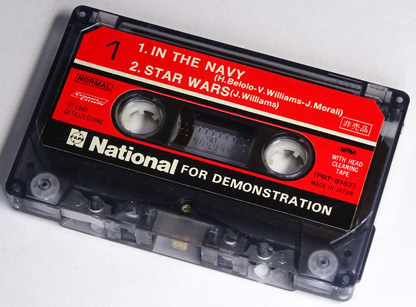 1
1. IN THE NAVY
(H.Belolo-V.Williams-J.Morali)
2. STAR WARS (J.Williams)
NORMAL
非売品
WITH HEAD
CLEANING
TAPE
(PRT-8167)
MADE IN JAPAN
National FOR DEMONSTRATION